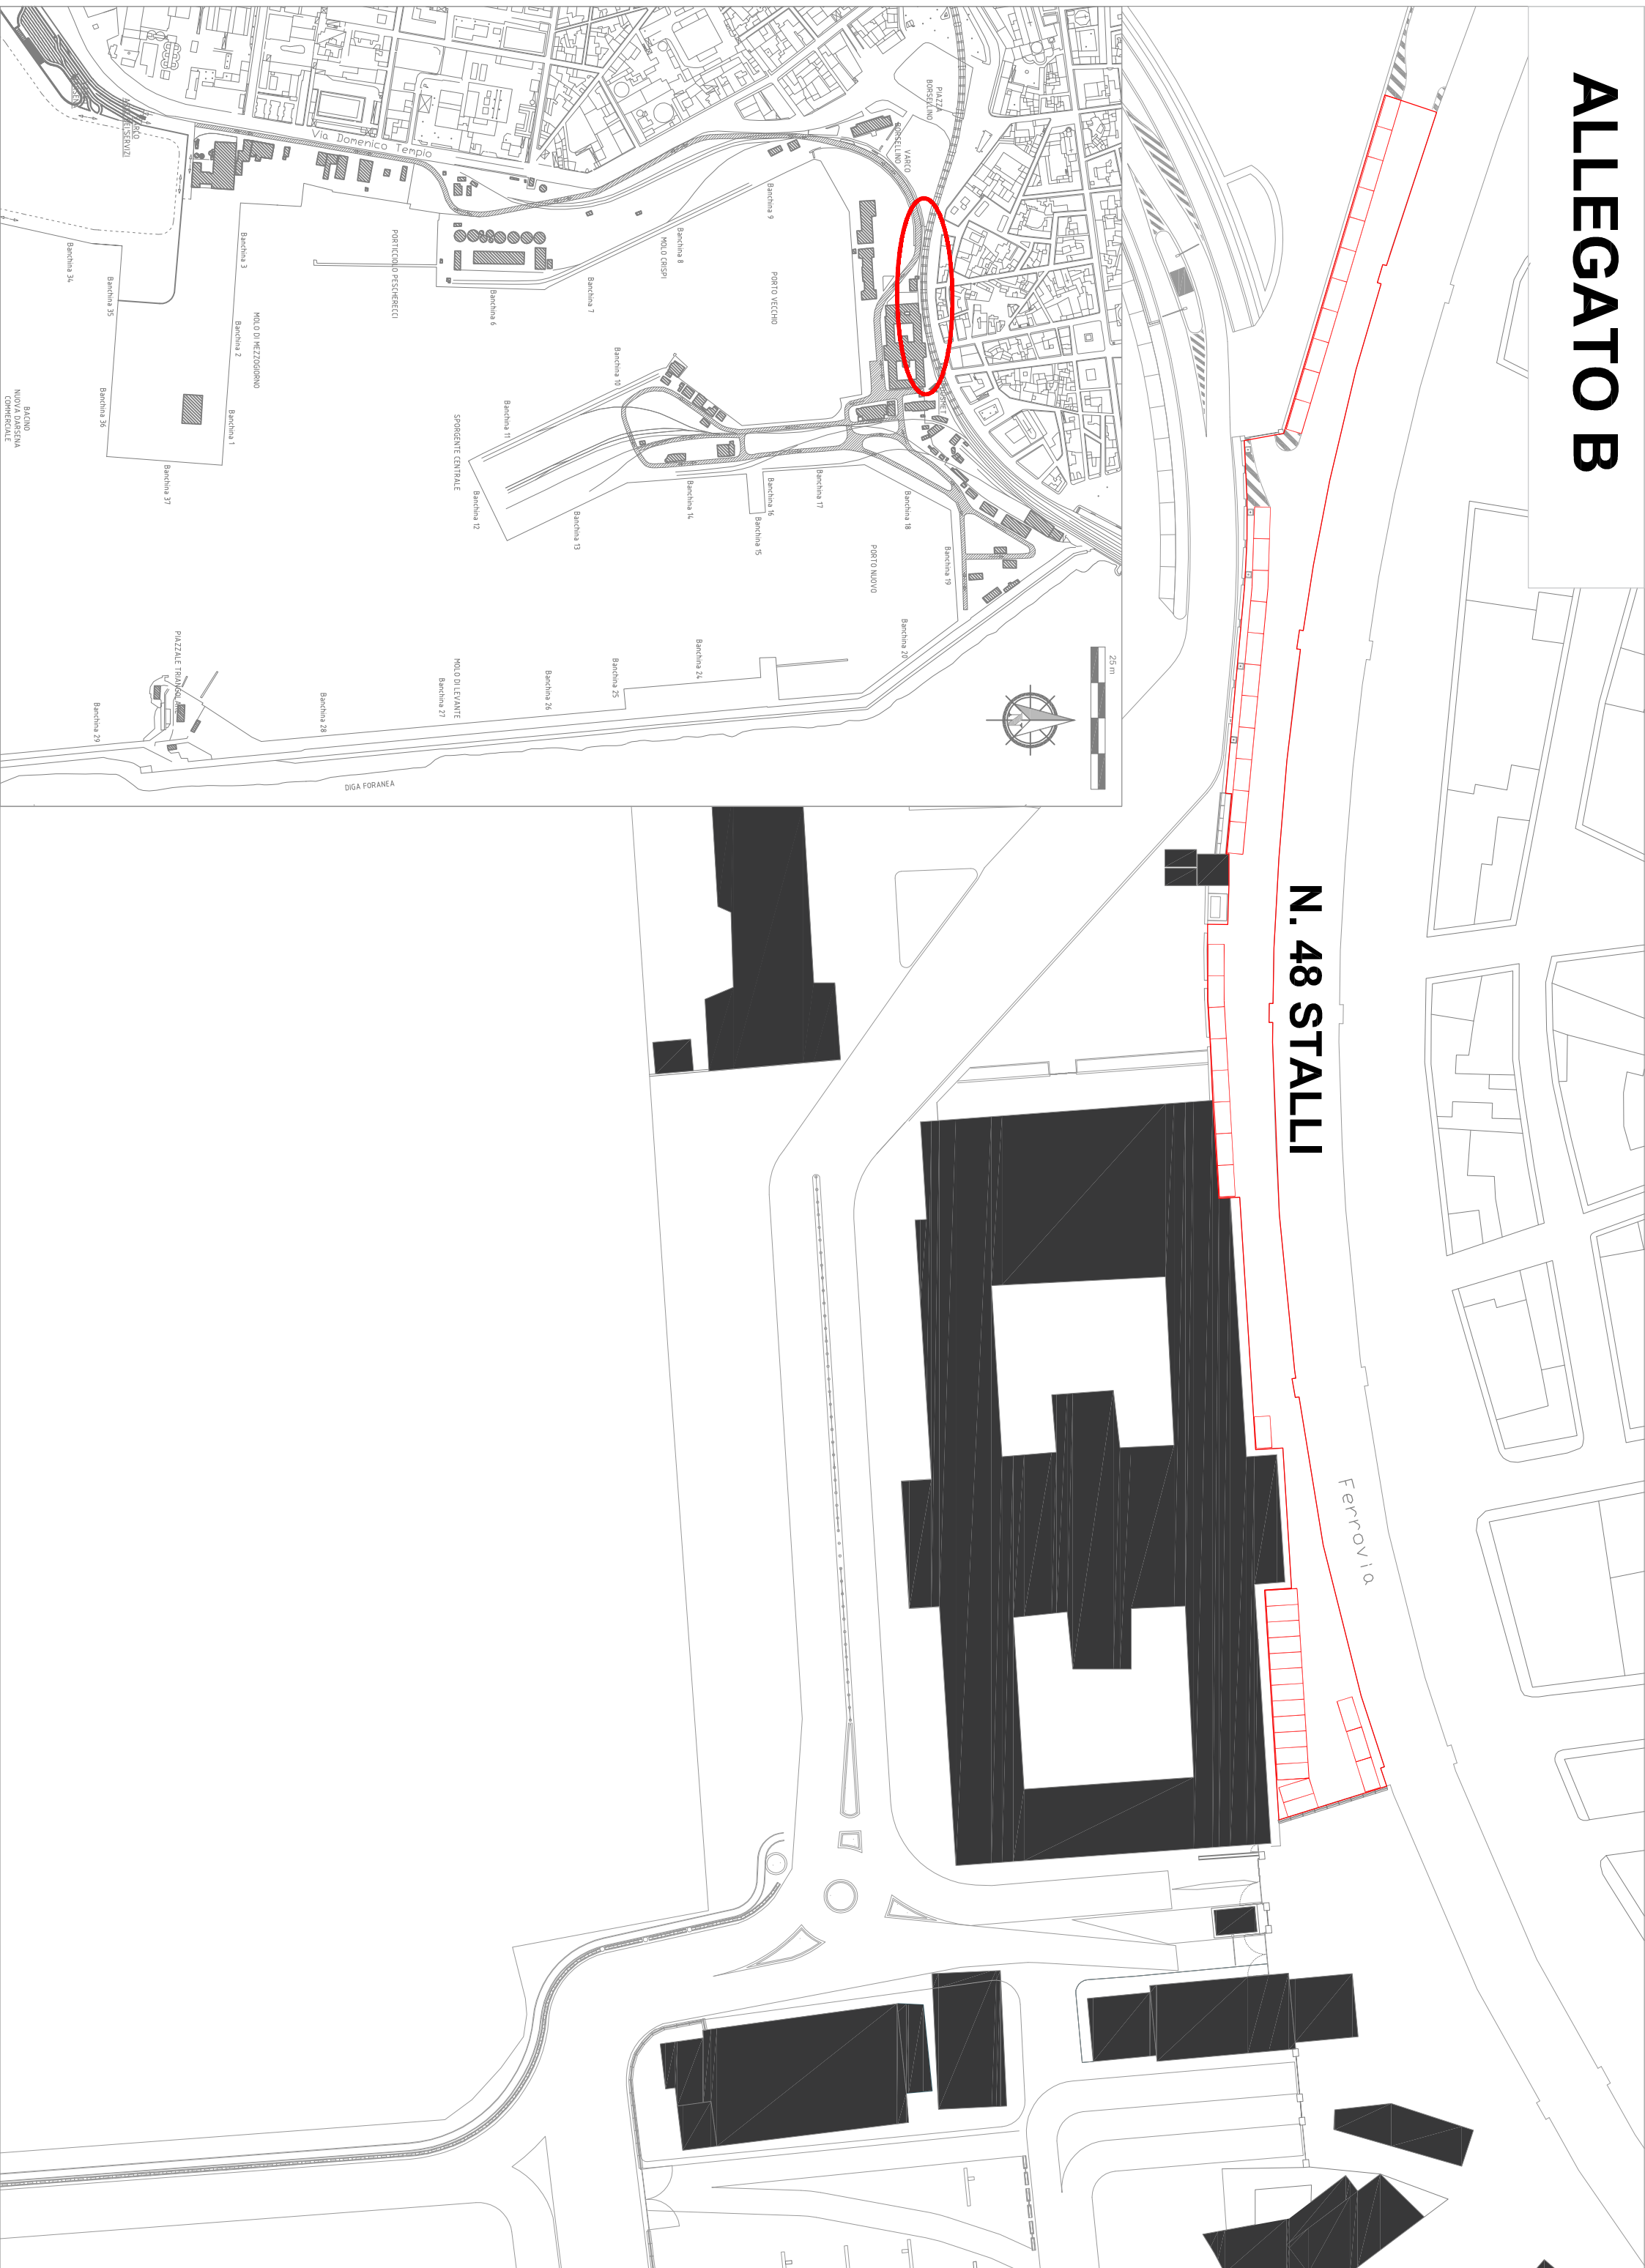 ALLEGATO B
N. 48 STALLI
Ferrovia
25 m
N
PIAZZA
BORSELLINO
VARCO
BORSELLINO
Via Domenico Tempio
Banchina 9
Banchina 8
MOLO CRISPI
PORTO VECCHIO
Banchina 7
Banchina 6
PORTICCIOLO PESCHERECCI
Banchina 3
MOLO DI MEZZOGIORNO
Banchina 2
Banchina 1
Banchina 34
Banchina 35
Banchina 36
Banchina 37
BACINO
NUOVA DARSENA
COMMERCIALE
Banchina 10
Banchina 11
SPORGENTE CENTRALE
Banchina 12
Banchina 13
Banchina 14
Banchina 15
Banchina 16
Banchina 17
Banchina 18
PORTO NUOVO
Banchina 19
Banchina 20
Banchina 24
Banchina 25
Banchina 26
MOLO DI LEVANTE
Banchina 27
Banchina 28
PIAZZALE TRIANGOLARE
Banchina 29
DIGA FORANEA